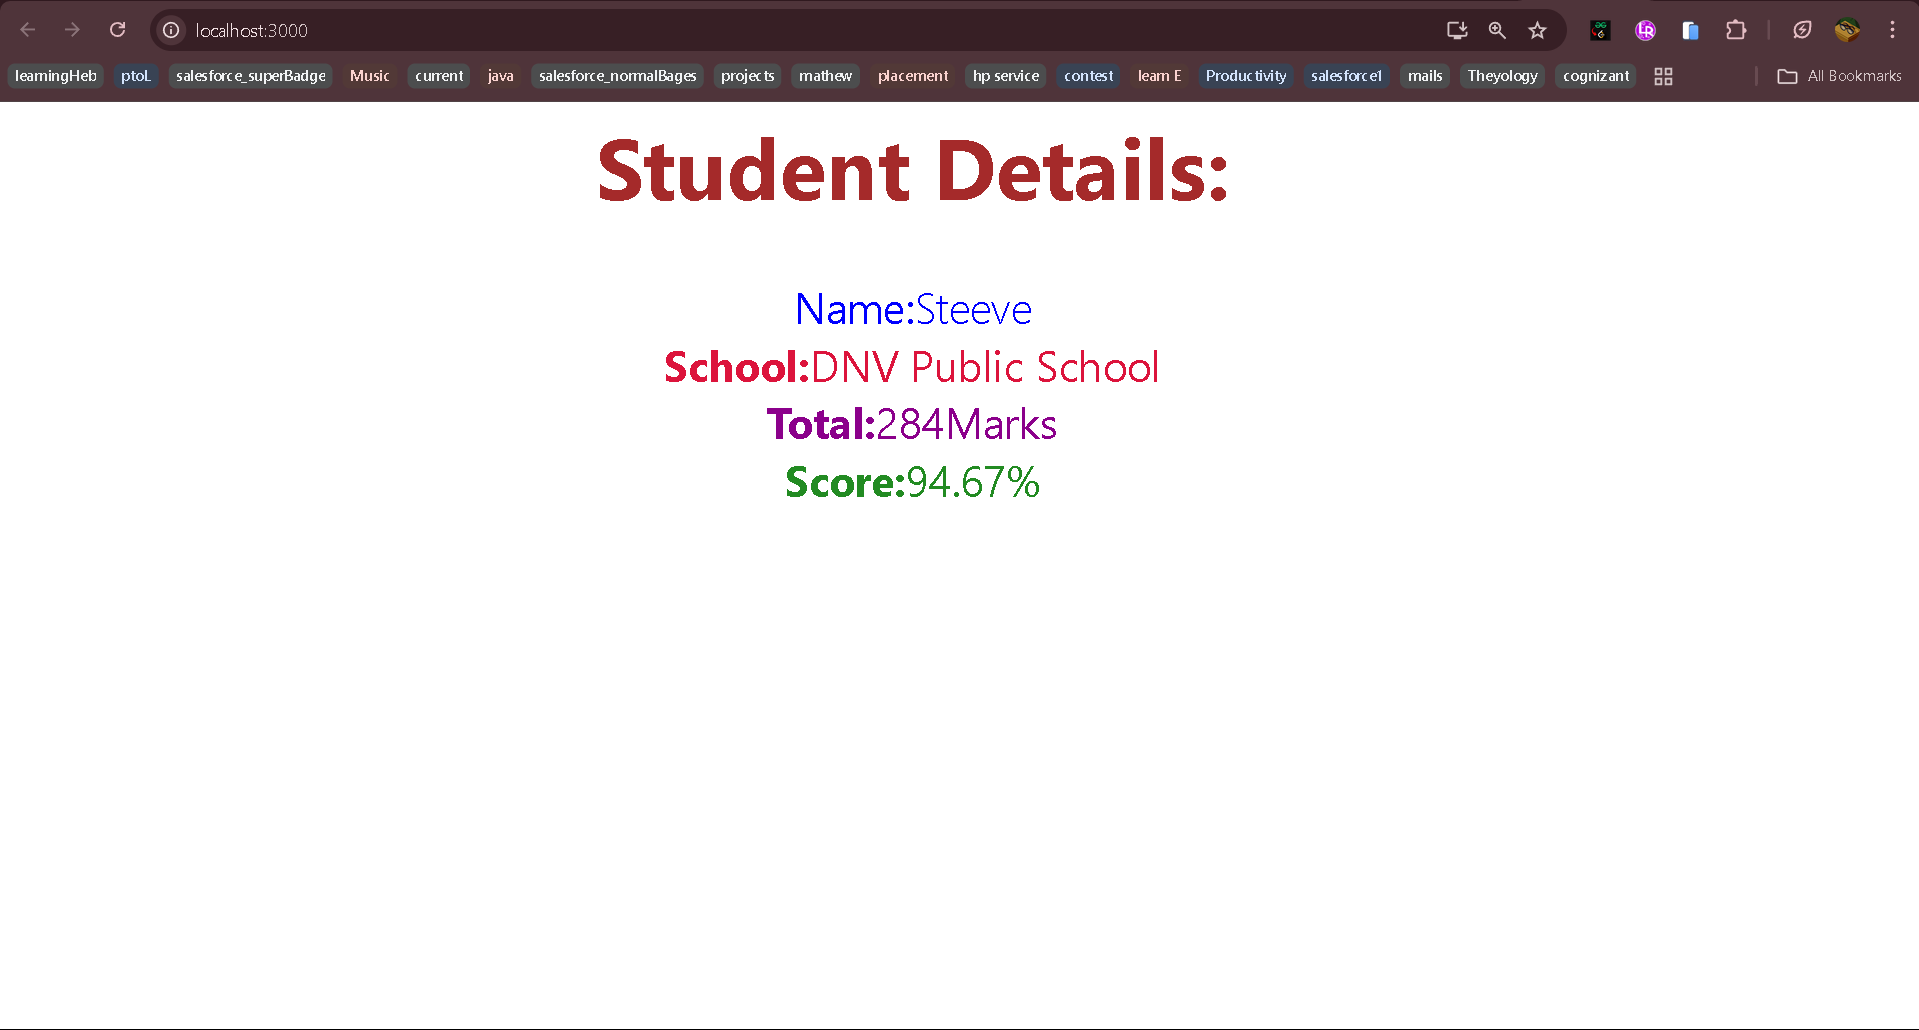 localhost:3000
learningHeb ptoL salesforce_superBadge Music current java salesforce_normalBages projects mathew placement hp service contest learn E Productivity salesforce1 mails Theyology cognizant All Bookmarks
Student Details:
Name:Steeve
School:DNV Public School
Total:284Marks
Score:94.67%